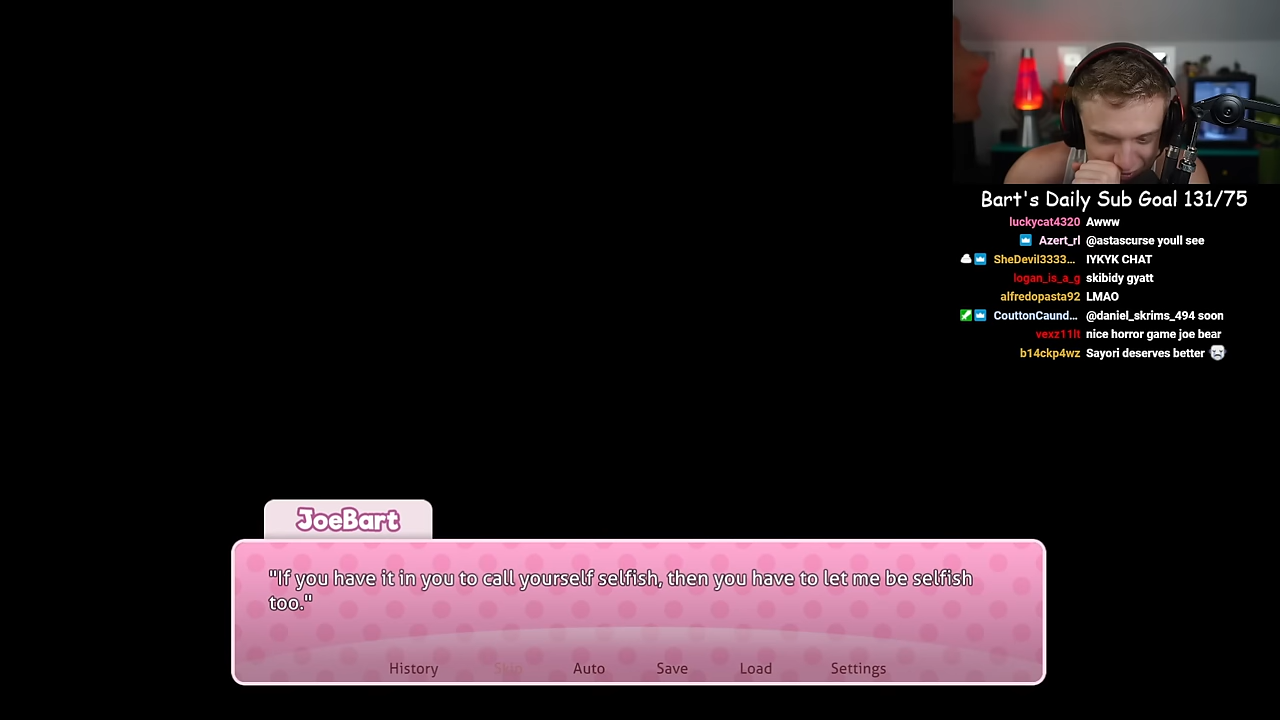 Bart's Daily Sub Goal 131/75
luckycat4320 Awww
Azert_rl @astascurse youll see
SheDevil3333... IYKYK CHAT
logan_is_a_g skibidy gyatt
alfredopasta92 LMAO
CouttonCaund... @daniel_skrims_494 soon
vexz11lt nice horror game joe bear
b14ckp4wz Sayori deserves better
JoeBart
"If you have it in you to call yourself selfish, then you have to let me be selfish
too."
History Skip Auto Save Load Settings